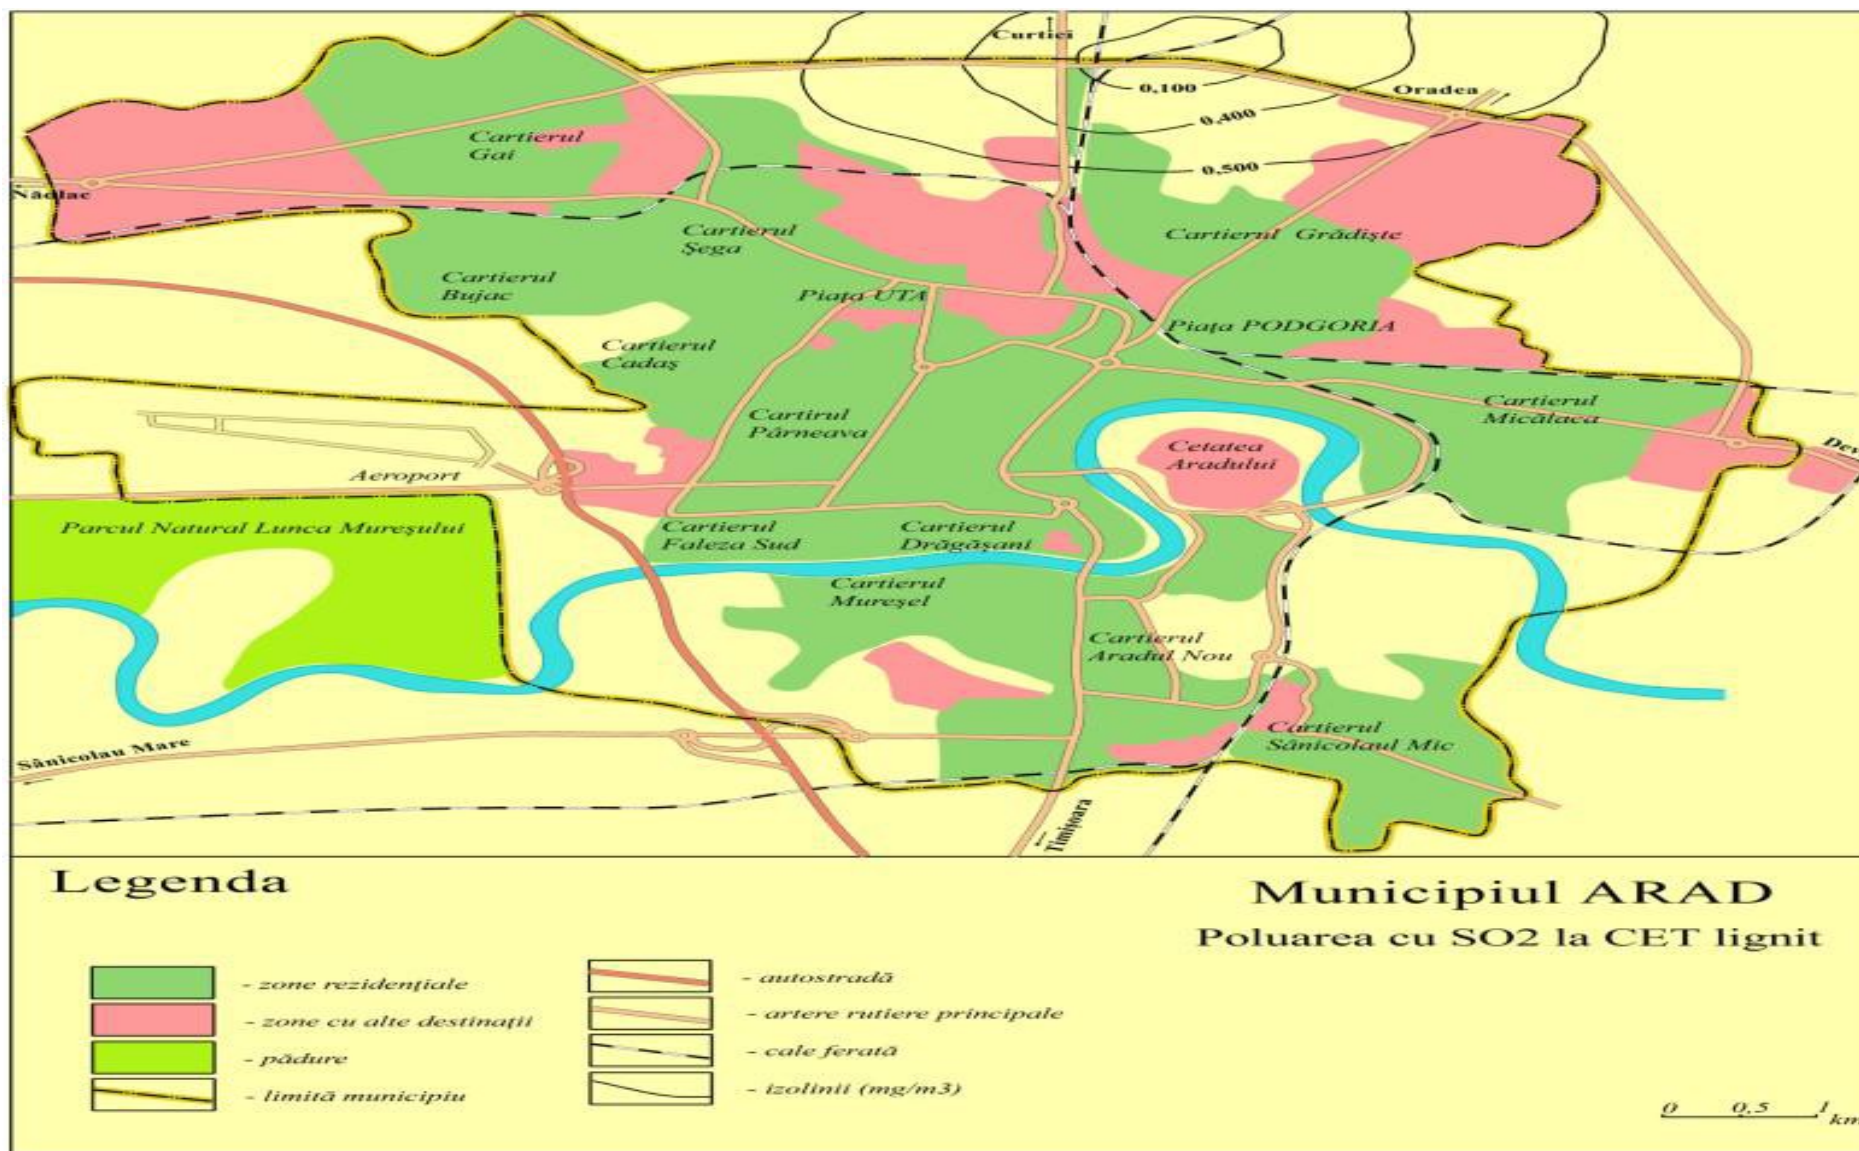 Curtici
0,100
Oradea
0,400
0,500
Cartierul
Gai
Nădlac
Cartierul
Şega
Cartierul Grădişte
Cartierul
Bujac
Piaţa UTA
Piaţa PODGORIA
Cartierul
Cadaş
Cartierul
Micălaca
Cartirul
Pârneava
Cetatea
Aradului
Dev
Aeroport
Parcul Natural Lunca Mureşului
Cartierul
Faleza Sud
Cartierul
Drăgăşani
Cartierul
Mureşel
Cartierul
Aradul Nou
Cartierul
Sânicolaul Mic
Sânicolau Mare
Timişoara
Legenda
Municipiul ARAD
Poluarea cu SO2 la CET lignit
- zone rezidenţiale
- zone cu alte destinaţii
- pădure
- limită municipiu
- autostradă
- artere rutiere principale
- cale ferată
- izolinii (mg/m3)
0 0,5 1
km